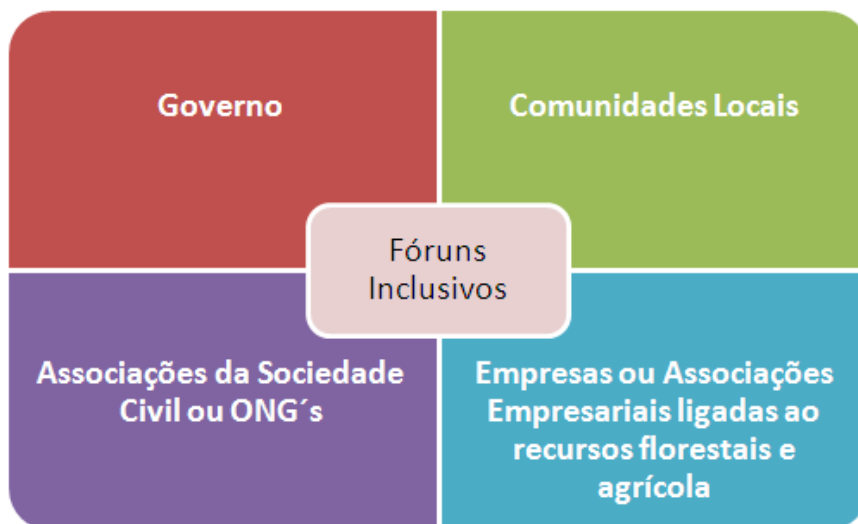 Governo
Comunidades Locais
Fóruns
Inclusivos
Associações da Sociedade
Civil ou ONG´s
Empresas ou Associações
Empresariais ligadas ao
recursos florestais e
agrícola